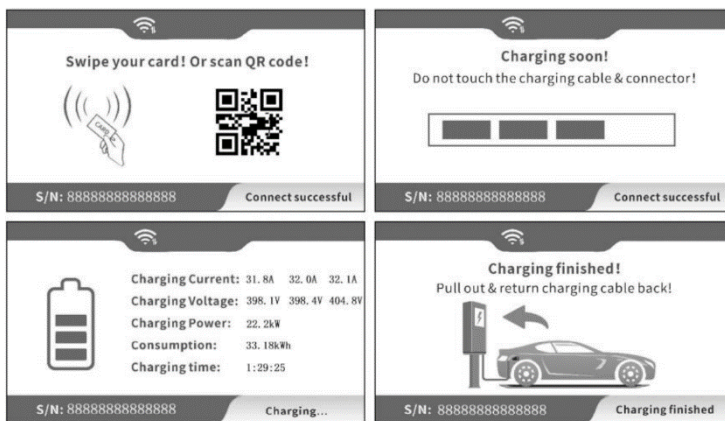 Swipe your card! Or scan QR code!
CARD
S/N: 88888888888888
Connect successful
Charging soon!
Do not touch the charging cable & connector!
S/N: 88888888888888
Connect successful
Charging Current: 31.8A 32.0A 32.1A
Charging Voltage: 398.1V 398.4V 404.8V
Charging Power: 22.2kW
Consumption: 33.18kWh
Charging time: 1:29:25
S/N: 88888888888888
Charging...
Charging finished!
Pull out & return charging cable back!
S/N: 88888888888888
Charging finished